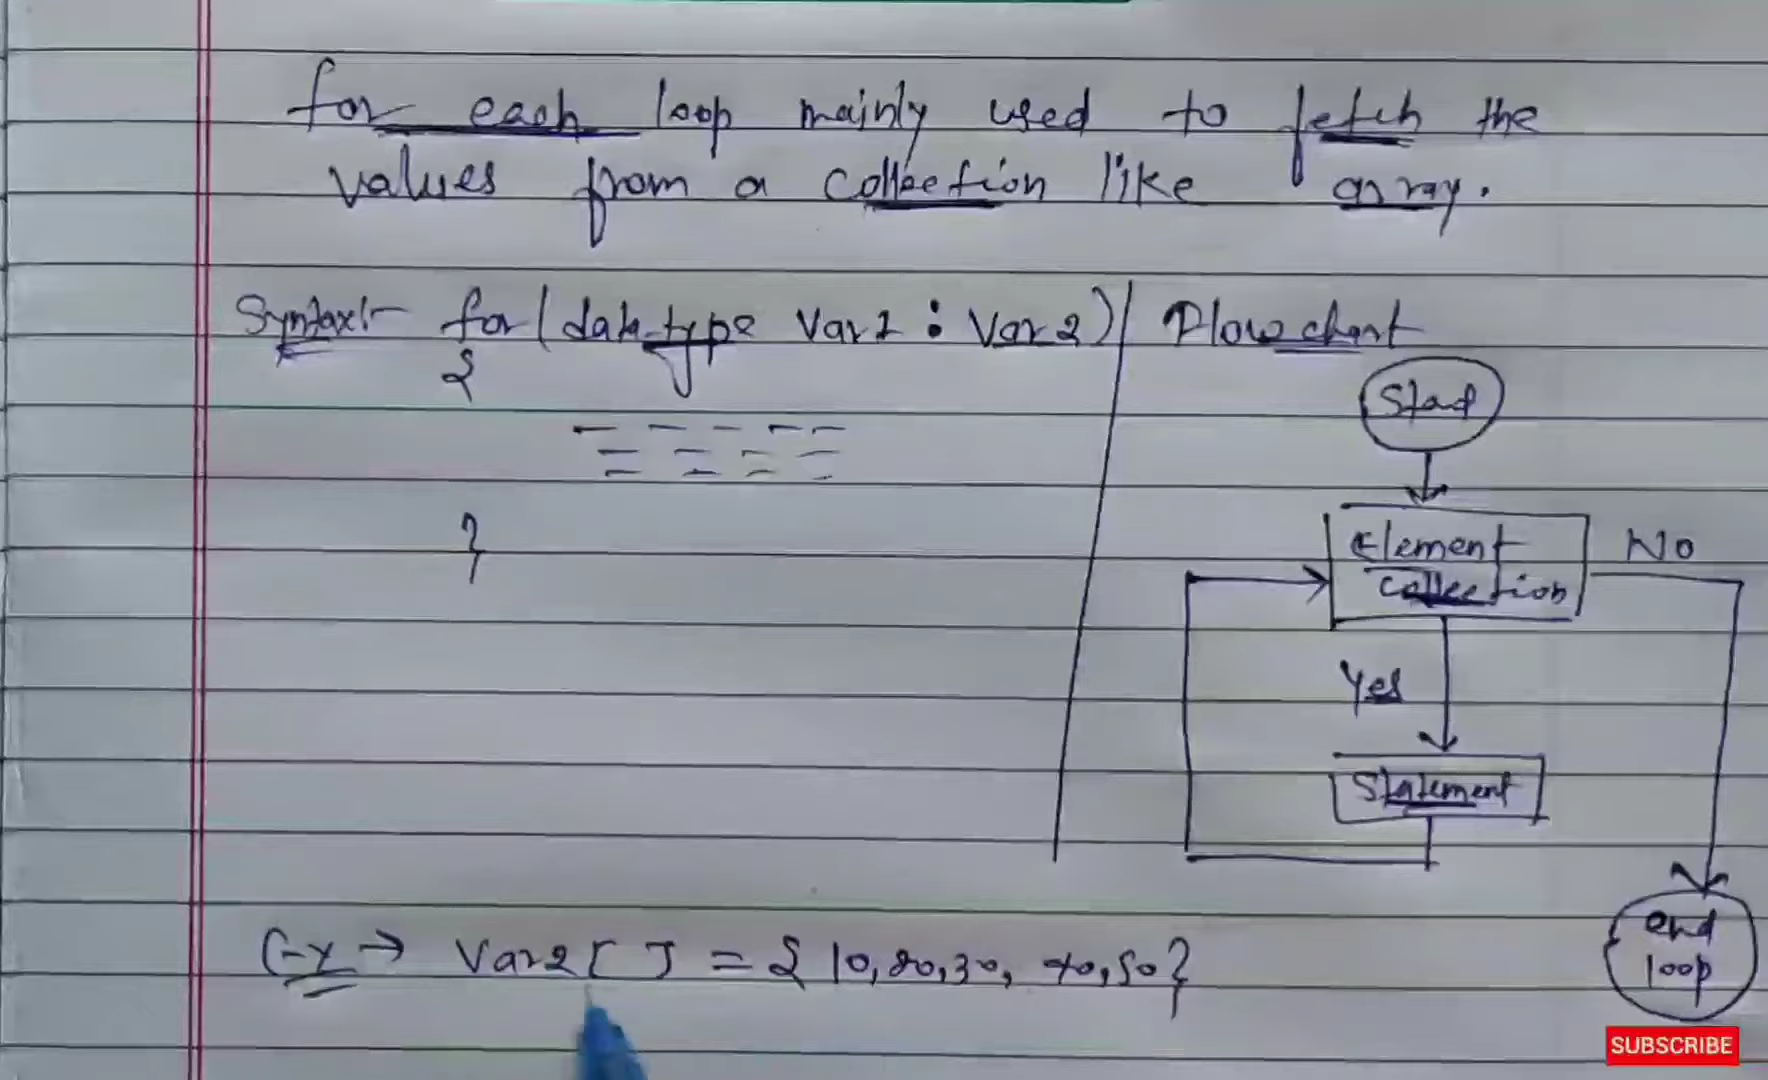 for each loop mainly used to fetch the
values from a collection like array.
Syntax:- for(data type Var1 : Var2)
{
}
Flow chart
Start
Element
Collection
No
Yes
Statement
end
loop
Ex → Var2[ ] = { 10,20,30, 40,50}
SUBSCRIBE